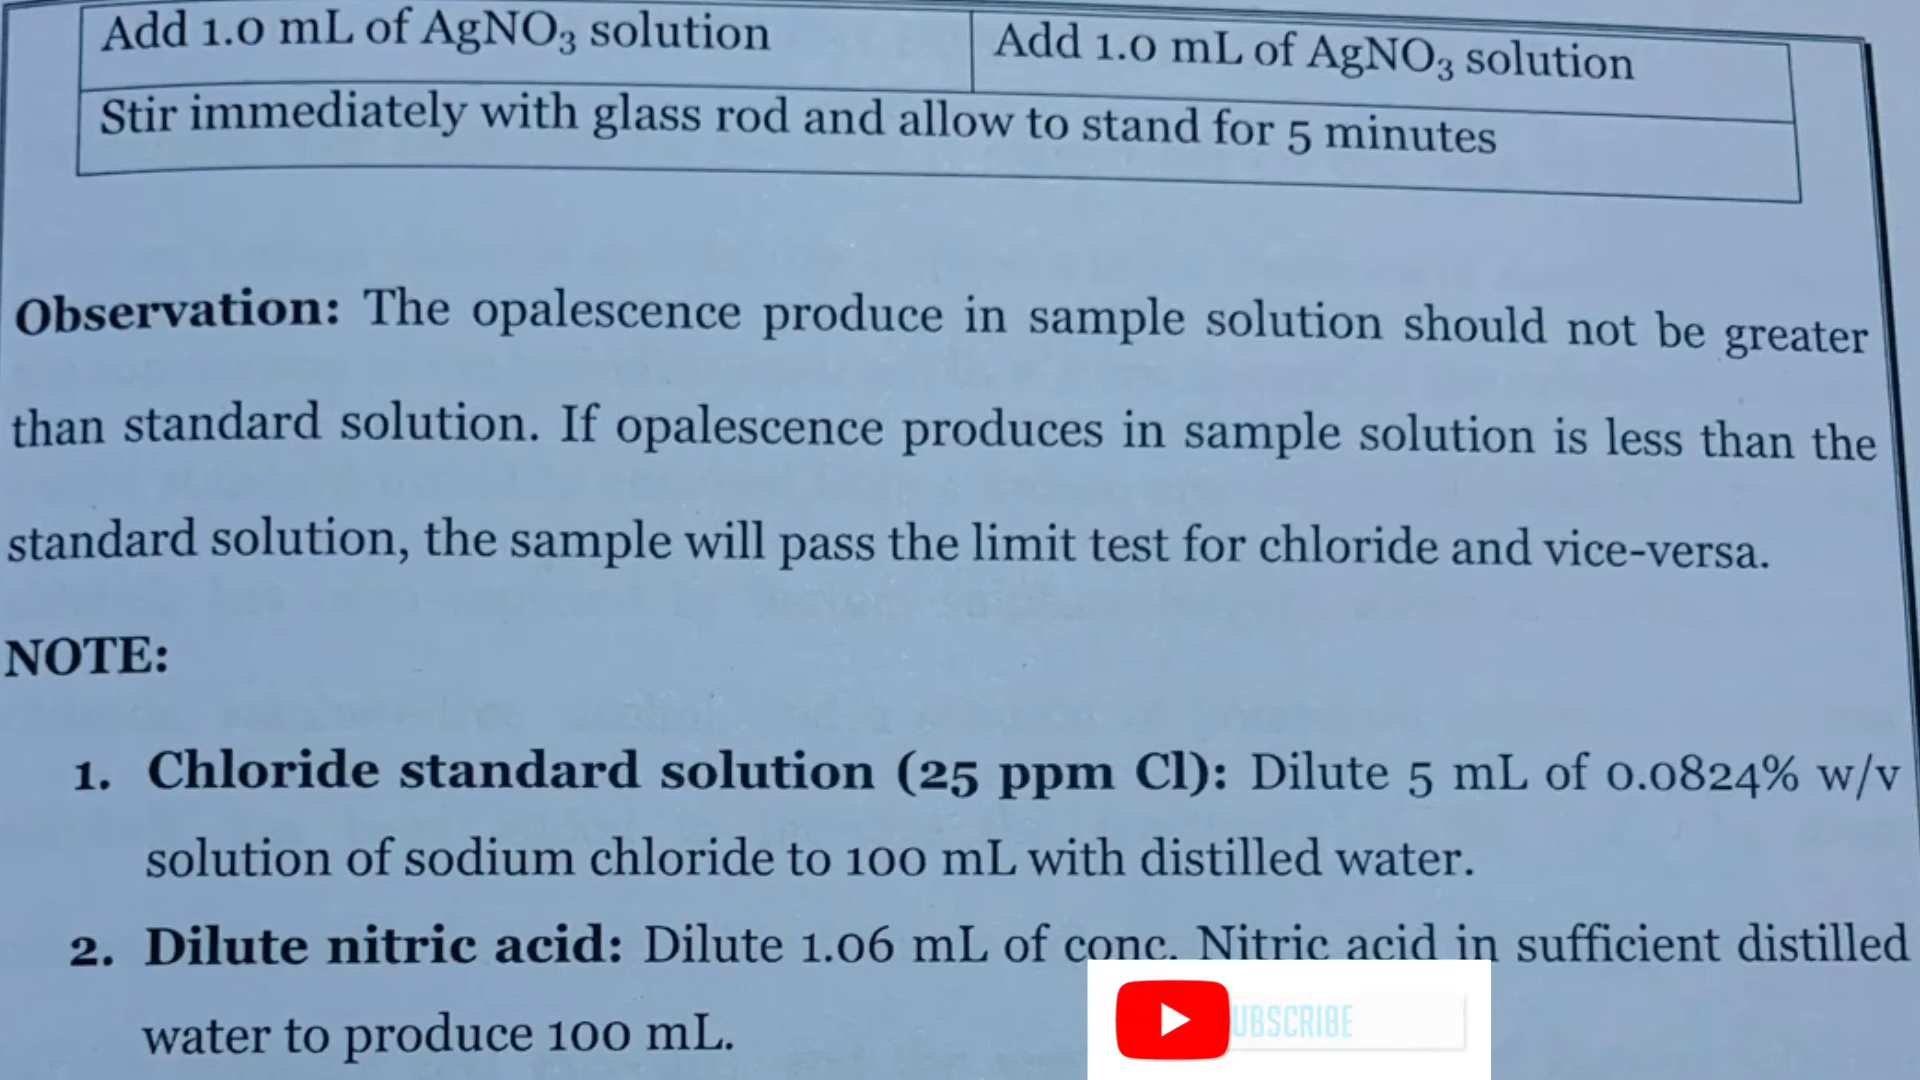 Add 1.0 mL of AgNO₃ solution
Add 1.0 mL of AgNO₃ solution
Stir immediately with glass rod and allow to stand for 5 minutes
Observation: The opalescence produce in sample solution should not be greater
than standard solution. If opalescence produces in sample solution is less than the
standard solution, the sample will pass the limit test for chloride and vice-versa.
NOTE:
1. Chloride standard solution (25 ppm Cl): Dilute 5 mL of 0.0824% w/v
solution of sodium chloride to 100 mL with distilled water.
2. Dilute nitric acid: Dilute 1.06 mL of conc. Nitric acid in sufficient distilled
water to produce 100 mL.
UBSCRIBE